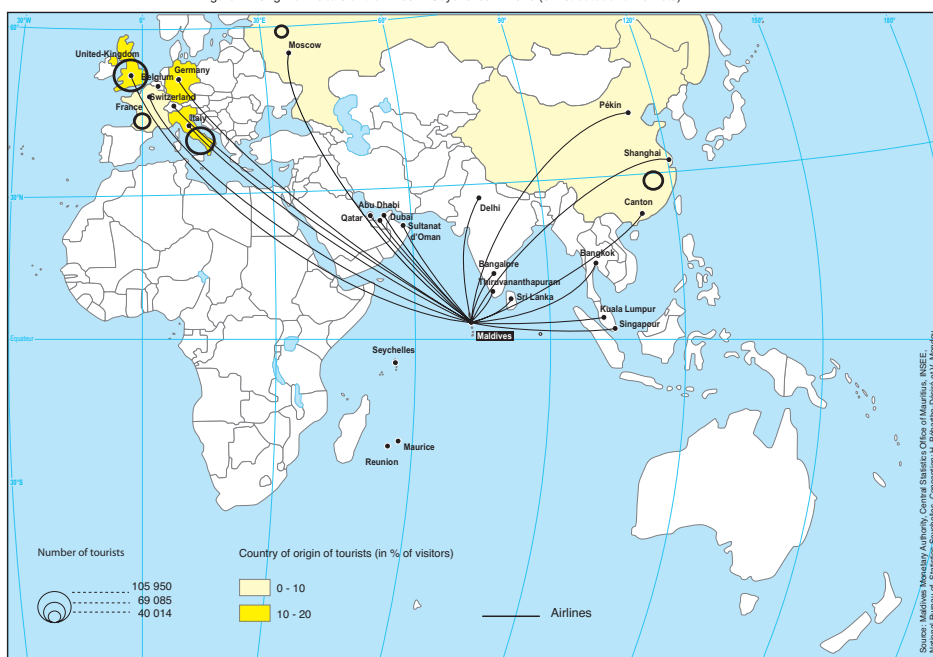 30°W
0°
60°E
90°E
120°E
150°E
180°
60°
United-Kingdom
Moscow
Belgium
Germany
Switzerland
France
Italy
Pékin
Shanghai
30°N
Canton
Abu Dhabi
Qatar
Dubaï
Delhi
Sultanat
d'Oman
Bangalore
Bangkok
Thiruvananthapuram
Sri Lanka
Kuala Lumpur
Singapour
Maldives
Equateur
Seychelles
Maurice
Reunion
Number of tourists
105 950
69 085
40 014
Country of origin of tourists (in % of visitors)
0 - 10
10 - 20
Airlines
Source: Maldives Monetary Authority, Central Statistics Office of Mauritius, INSEE,